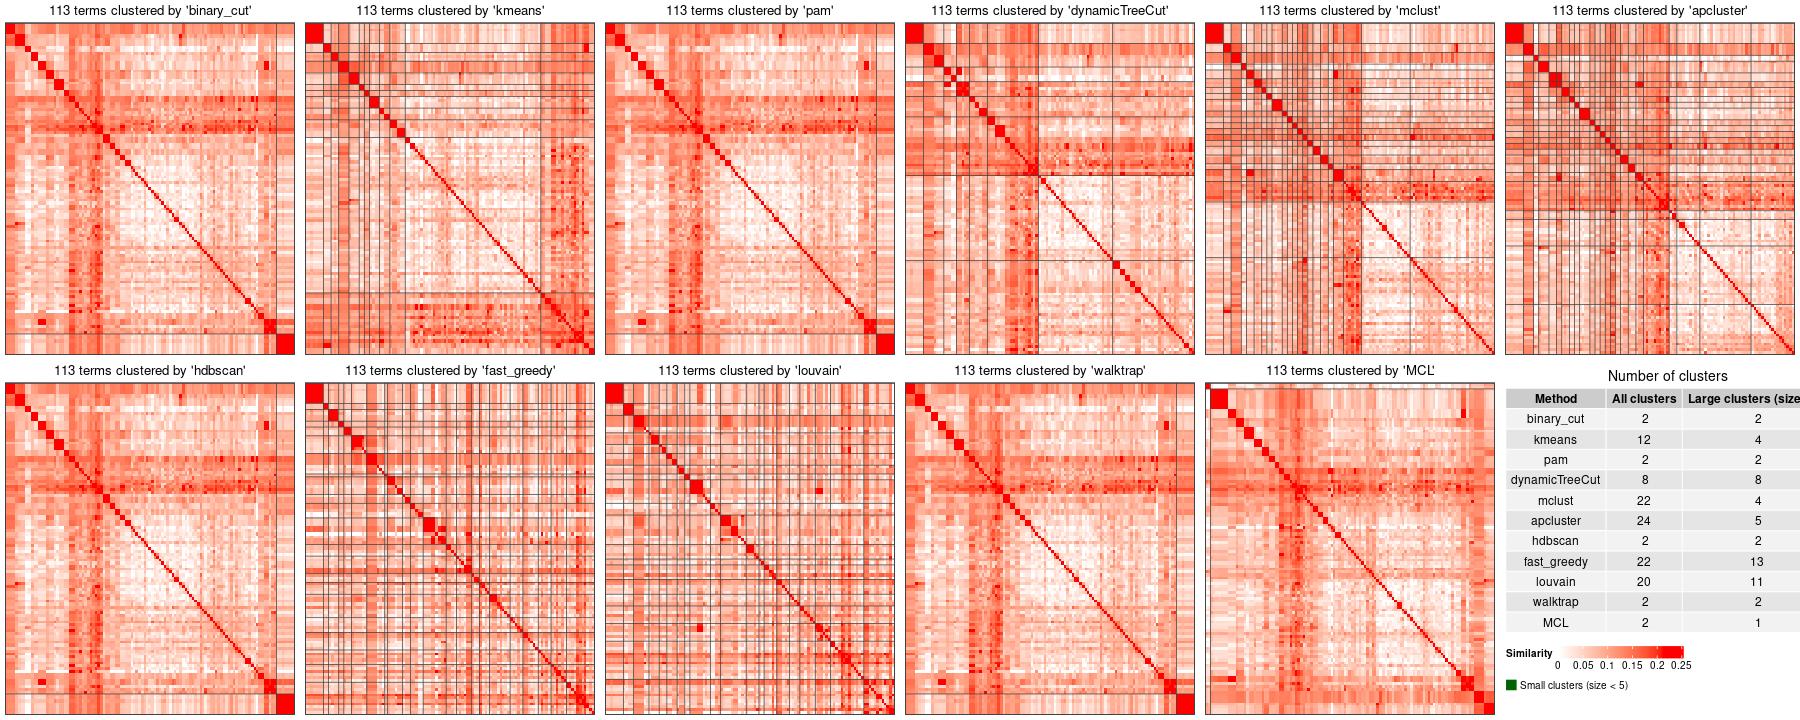 113 terms clustered by 'binary_cut'
113 terms clustered by 'kmeans'
113 terms clustered by 'pam'
113 terms clustered by 'dynamicTreeCut'
113 terms clustered by 'mclust'
113 terms clustered by 'apcluster'
113 terms clustered by 'hdbscan'
113 terms clustered by 'fast_greedy'
113 terms clustered by 'louvain'
113 terms clustered by 'walktrap'
113 terms clustered by 'MCL'
Number of clusters
Method All clusters Large clusters (size
binary_cut 2 2
kmeans 12 4
pam 2 2
dynamicTreeCut 8 8
mclust 22 4
apcluster 24 5
hdbscan 2 2
fast_greedy 22 13
louvain 20 11
walktrap 2 2
MCL 2 1
Similarity
0 0.05 0.1 0.15 0.2 0.25
Small clusters (size < 5)